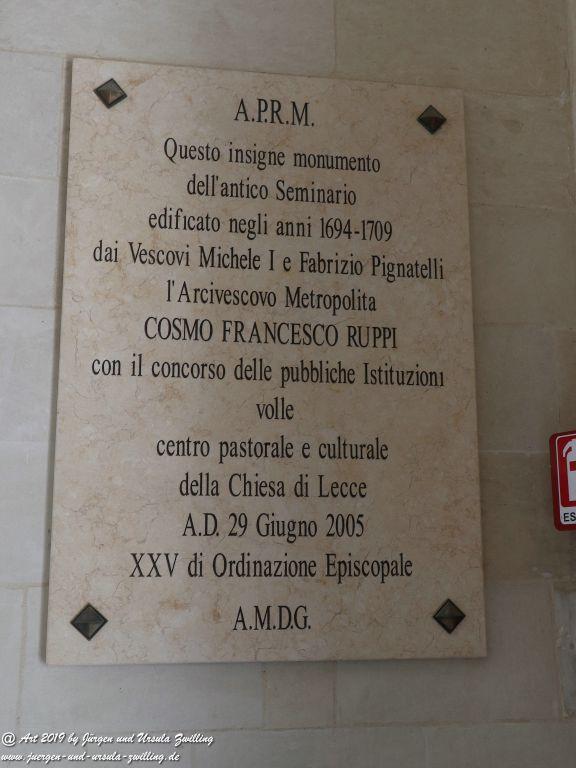 A.P.R.M.
Questo insigne monumento
dell'antico Seminario
edificato negli anni 1694-1709
dai Vescovi Michele I e Fabrizio Pignatelli
l'Arcivescovo Metropolita
COSMO FRANCESCO RUPPI
con il concorso delle pubbliche Istituzioni
volle
centro pastorale e culturale
della Chiesa di Lecce
A.D. 29 Giugno 2005
XXV di Ordinazione Episcopale
A.M.D.G.
ES
@ Art 2019 by Jürgen und Ursula Zwilling
www.juergen-und-ursula-zwilling.de